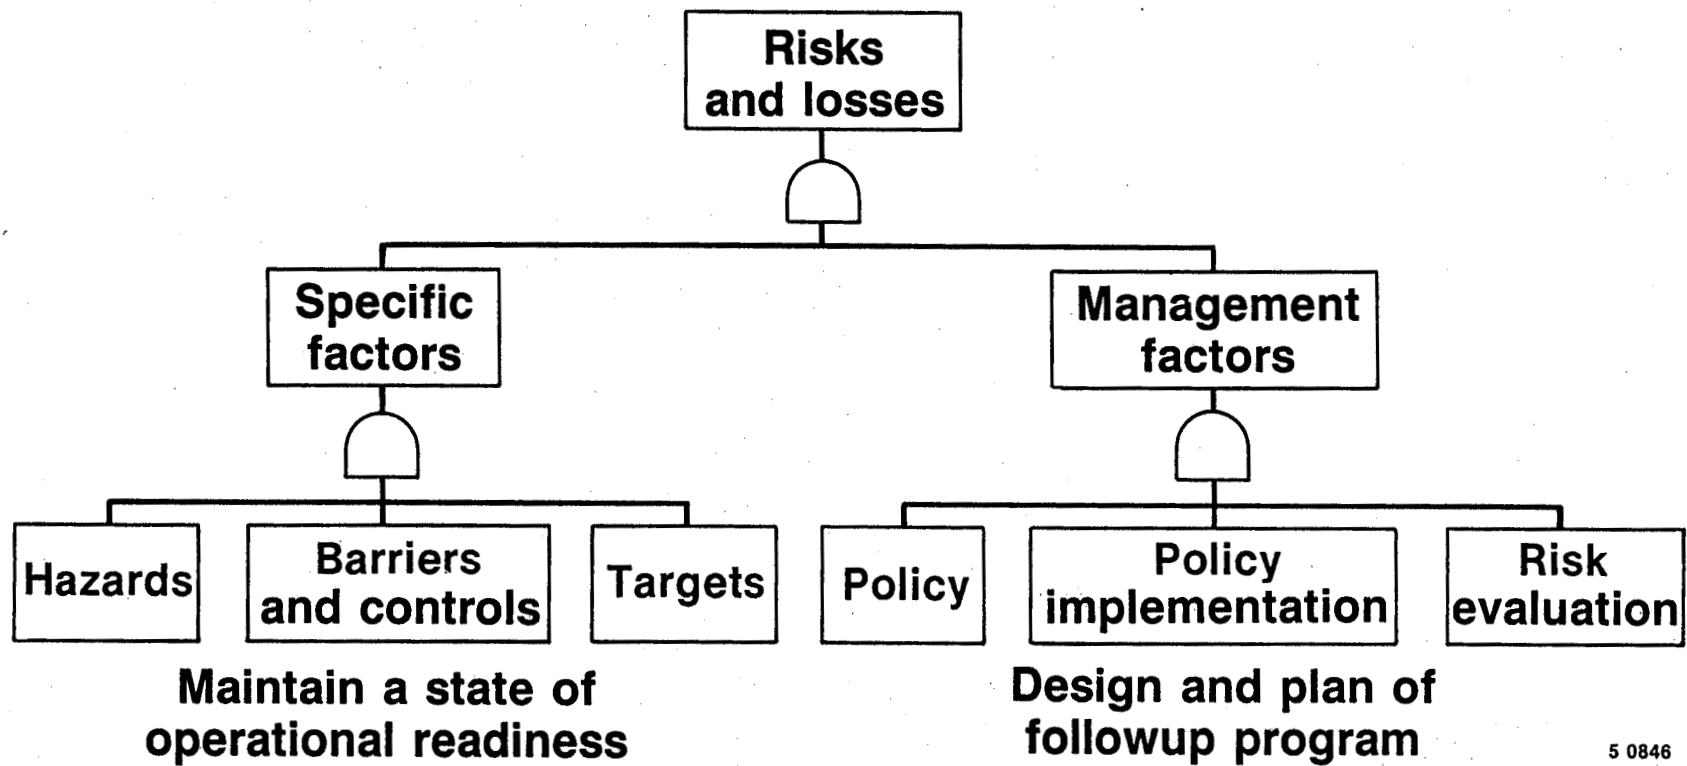 Risks
and losses
Specific
factors
Management
factors
Hazards
Barriers
and controls
Targets
Policy
Policy
implementation
Risk
evaluation
Maintain a state of
operational readiness
Design and plan of
followup program
5 0846